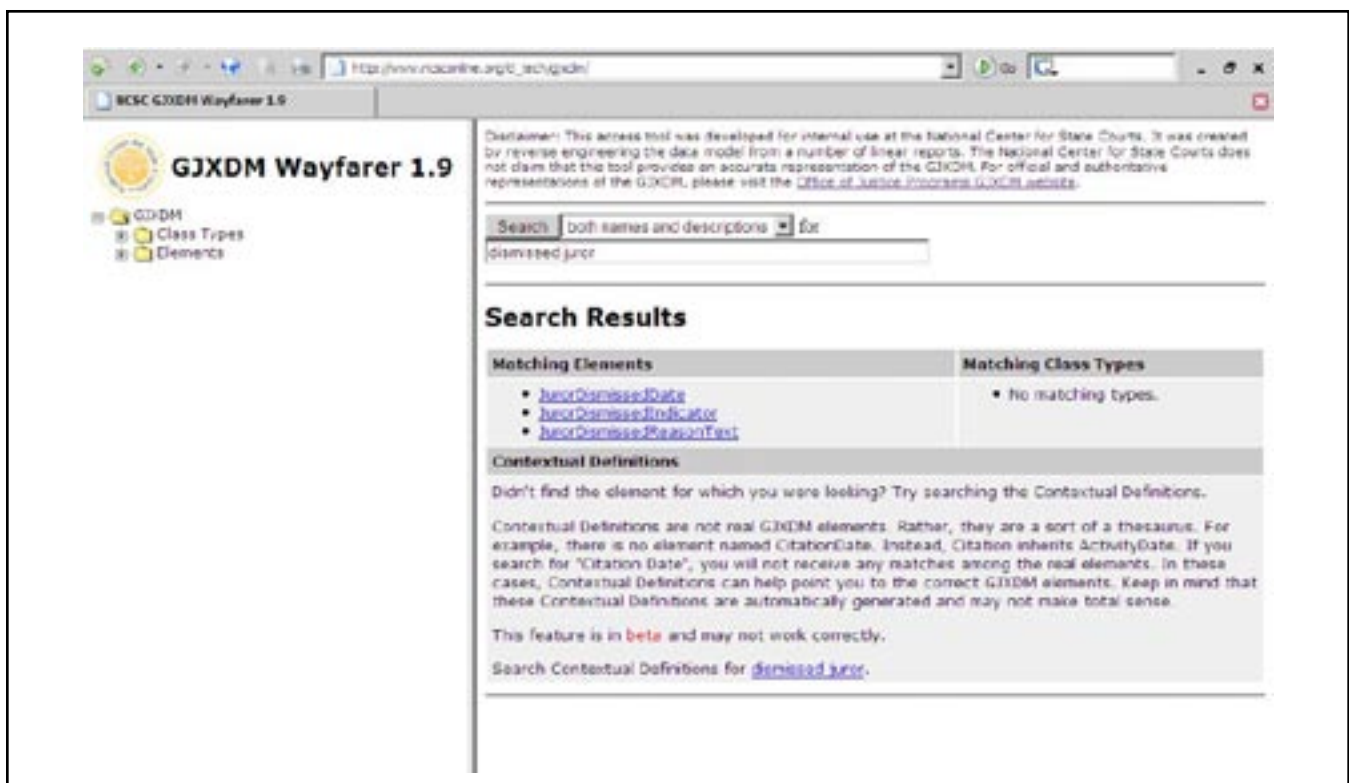 http://www.ncsconline.org/d_tech/gjxdm/
Go
NCSC GJXDM Wayfarer 1.9
GJXDM Wayfarer 1.9
GJXDM
Class Types
Elements
Disclaimer: This access tool was developed for internal use at the National Center for State Courts. It was created
by reverse engineering the data model from a number of linear reports. The National Center for State Courts does
not claim that this tool provides an accurate representation of the GJXDM. For official and authoritative
representations of the GJXDM, please visit the Office of Justice Programs GJXDM website.
Search both names and descriptions for
dismissed juror
Search Results
Matching Elements
Matching Class Types
JurorDismissedDate
JurorDismissedIndicator
JurorDismissedReasonText
No matching types.
Contextual Definitions
Didn't find the element for which you were looking? Try searching the Contextual Definitions.
Contextual Definitions are not real GJXDM elements. Rather, they are a sort of a thesaurus. For
example, there is no element named CitationDate. Instead, Citation inherits ActivityDate. If you
search for "Citation Date", you will not receive any matches among the real elements. In these
cases, Contextual Definitions can help point you to the correct GJXDM elements. Keep in mind that
these Contextual Definitions are automatically generated and may not make total sense.
This feature is in beta and may not work correctly.
Search Contextual Definitions for dismissed juror.